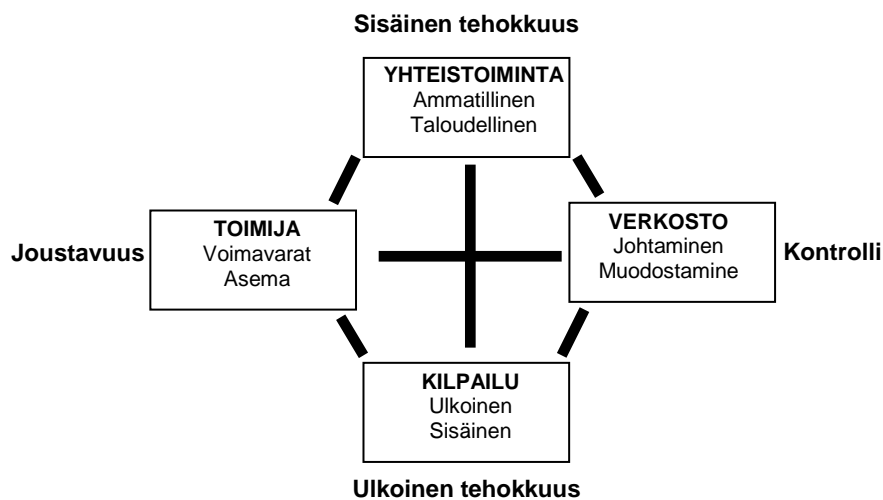 Sisäinen tehokkuus
YHTEISTOIMINTA
Ammatillinen
Taloudellinen
Joustavuus
TOIMIJA
Voimavarat
Asema
VERKOSTO
Johtaminen
Muodostamine
Kontrolli
KILPAILU
Ulkoinen
Sisäinen
Ulkoinen tehokkuus